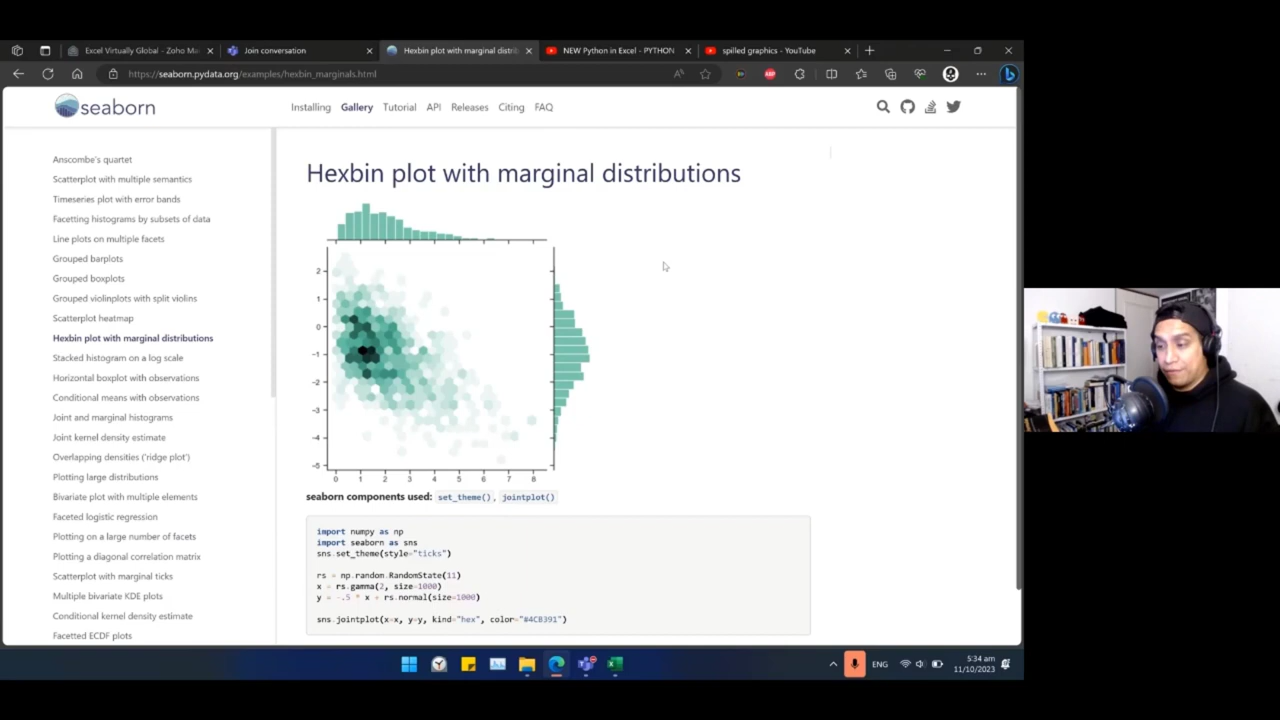 Excel Virtually Global - Zoho Ma
Join conversation
Hexbin plot with marginal distrib
NEW Python in Excel - PYTHON
spilled graphics - YouTube
https://seaborn.pydata.org/examples/hexbin_marginals.html
seaborn
Installing Gallery Tutorial API Releases Citing FAQ
Anscombe's quartet
Scatterplot with multiple semantics
Timeseries plot with error bands
Facetting histograms by subsets of data
Line plots on multiple facets
Grouped barplots
Grouped boxplots
Grouped violinplots with split violins
Scatterplot heatmap
Hexbin plot with marginal distributions
Stacked histogram on a log scale
Horizontal boxplot with observations
Conditional means with observations
Joint and marginal histograms
Joint kernel density estimate
Overlapping densities ('ridge plot')
Plotting large distributions
Bivariate plot with multiple elements
Faceted logistic regression
Plotting on a large number of facets
Plotting a diagonal correlation matrix
Scatterplot with marginal ticks
Multiple bivariate KDE plots
Conditional kernel density estimate
Facetted ECDF plots
Hexbin plot with marginal distributions
2
1
0
−1
−2
−3
−4
−5
0 1 2 3 4 5 6 7 8
seaborn components used: set_theme(), jointplot()
import numpy as np
import seaborn as sns
sns.set_theme(style="ticks")
rs = np.random.RandomState(11)
x = rs.gamma(2, size=1000)
y = -.5 * x + rs.normal(size=1000)
sns.jointplot(x=x, y=y, kind="hex", color="#4CB391")
ENG
5:34 am
11/10/2023